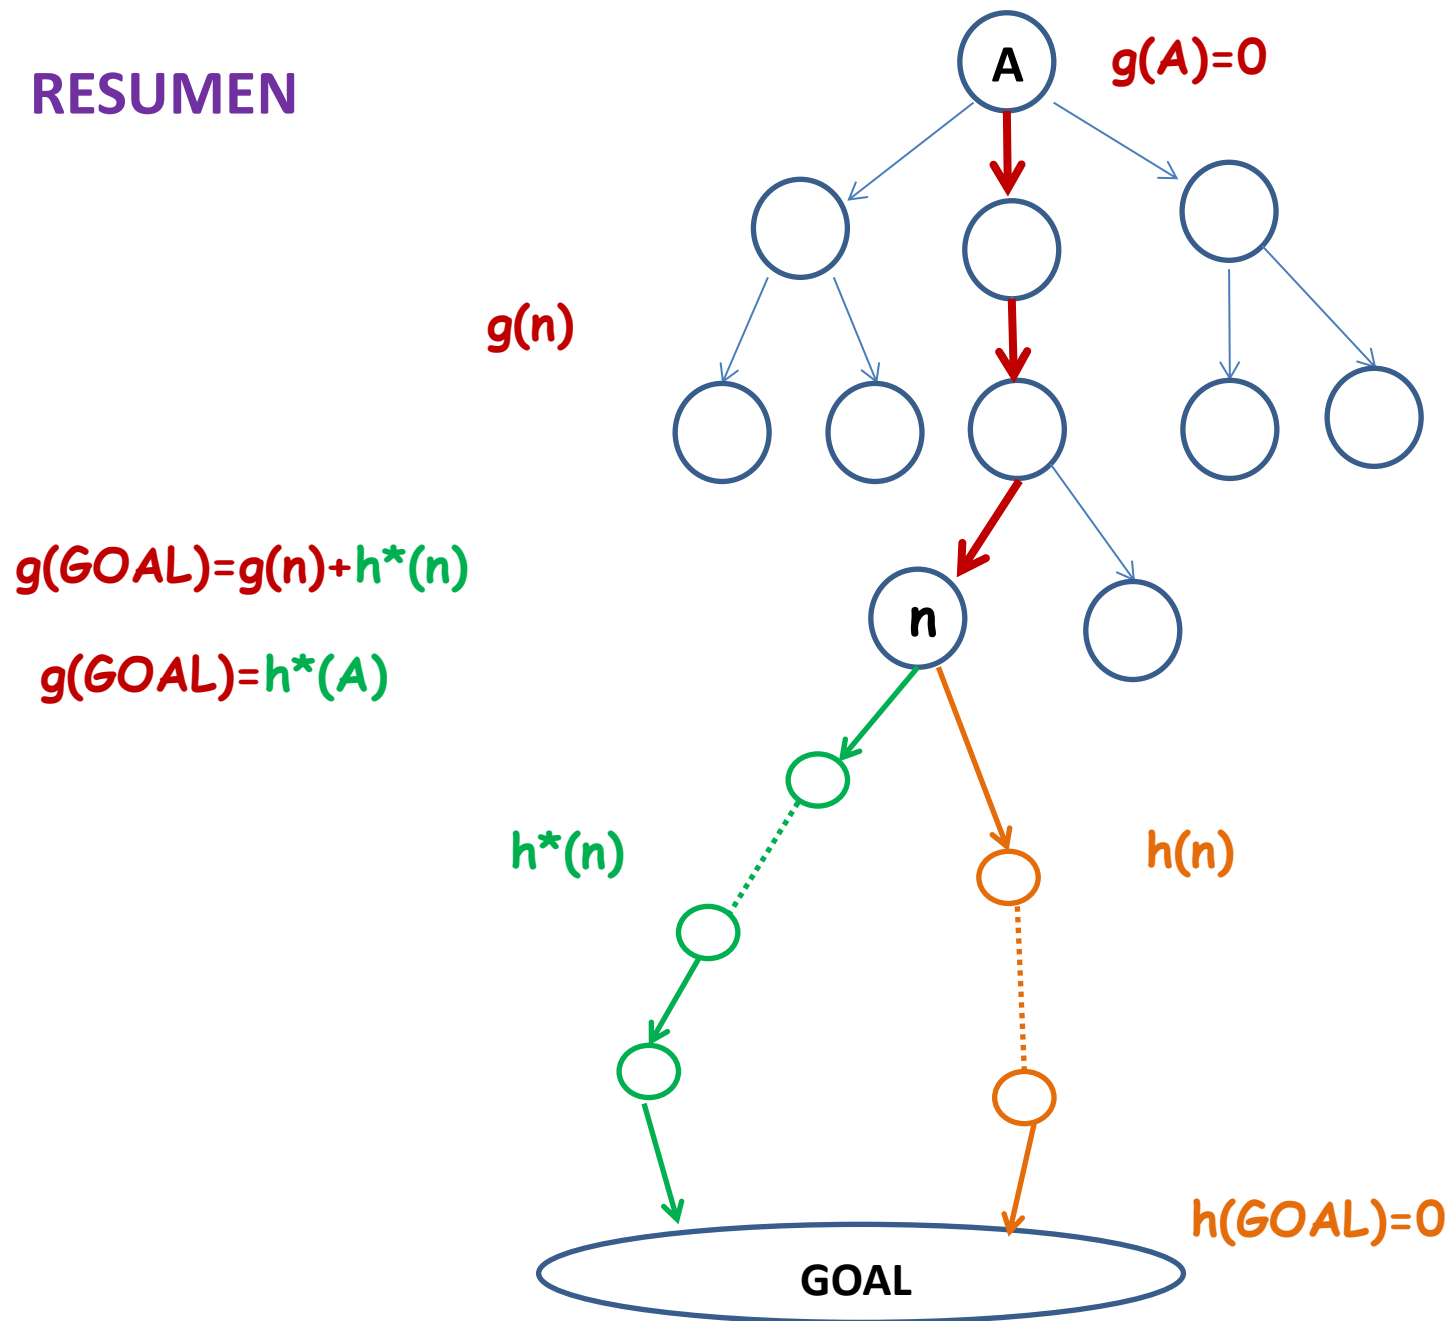 A
g(A)=0
RESUMEN
g(n)
g(GOAL)=g(n)+h*(n)
n
g(GOAL)=h*(A)
h*(n)
h(n)
h(GOAL)=0
GOAL